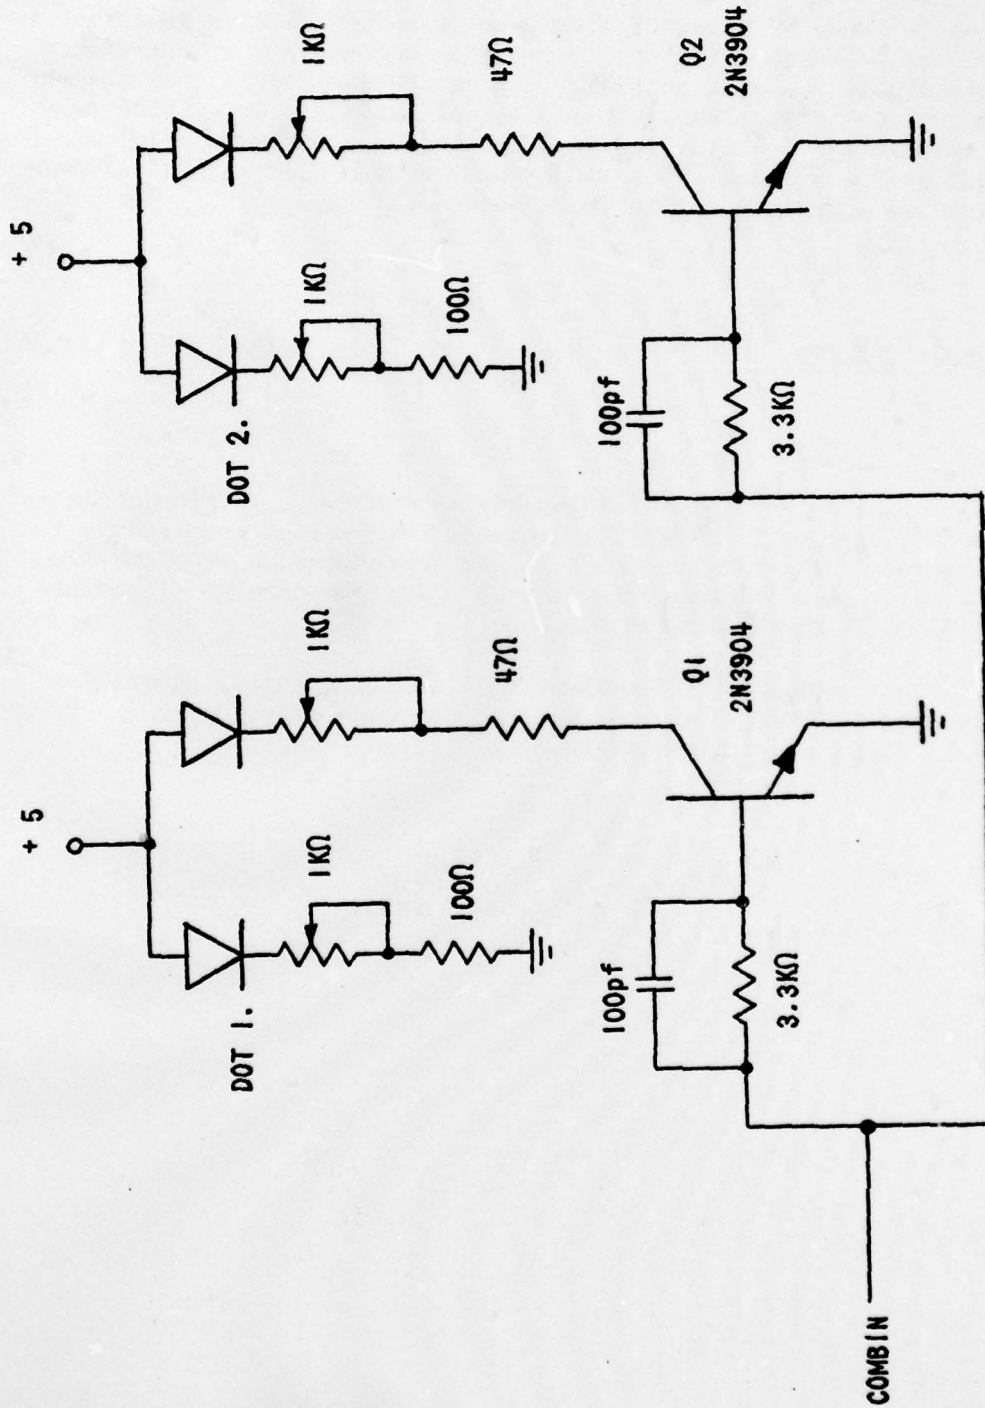 + 5
+ 5
1KΩ
1KΩ
1KΩ
1KΩ
DOT 1.
DOT 2.
100Ω
47Ω
100Ω
47Ω
100pf
Q1
2N3904
100pf
Q2
2N3904
3.3KΩ
3.3KΩ
COMBIN